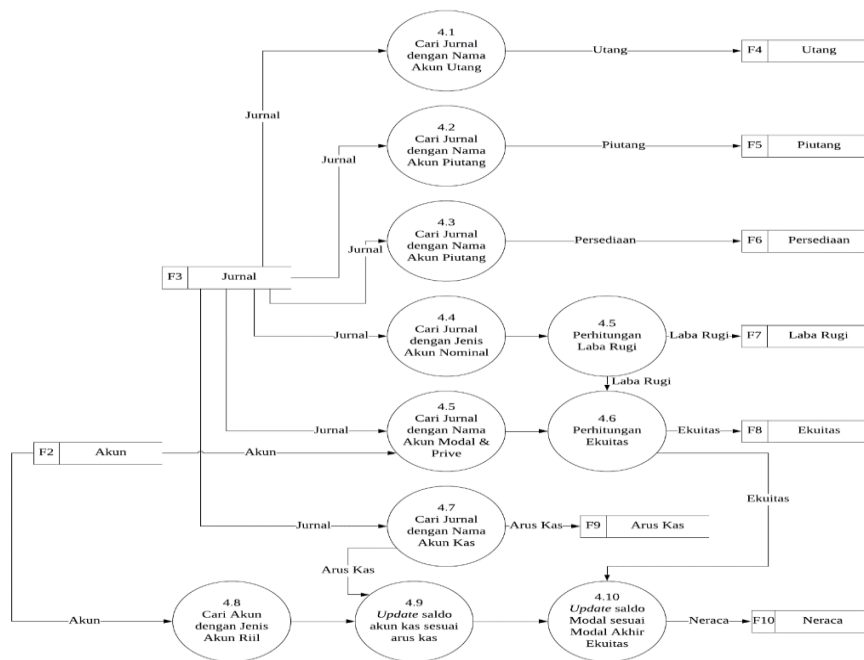 4.1
Cari Jurnal
dengan Nama
Akun Utang
Utang
F4
Utang
Jurnal
4.2
Cari Jurnal
dengan Nama
Akun Piutang
Jurnal
Piutang
F5
Piutang
4.3
Cari Jurnal
dengan Nama
Akun Piutang
Jurnal
Persediaan
F6
Persediaan
F3
Jurnal
4.4
Cari Jurnal
dengan Jenis
Akun Nominal
Jurnal
4.5
Perhitungan
Laba Rugi
Laba Rugi
F7
Laba Rugi
Laba Rugi
4.5
Cari Jurnal
dengan Nama
Akun Modal &
Prive
Jurnal
4.6
Perhitungan
Ekuitas
Ekuitas
F8
Ekuitas
F2
Akun
Akun
Ekuitas
4.7
Cari Jurnal
dengan Nama
Akun Kas
Jurnal
Arus Kas
F9
Arus Kas
Arus Kas
4.8
Cari Akun
dengan Jenis
Akun Riil
Akun
4.9
Update saldo
akun kas sesuai
arus kas
4.10
Update saldo
Modal sesuai
Modal Akhir
Ekuitas
Neraca
F10
Neraca